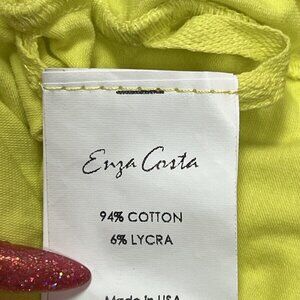 Enza Costa
94% COTTON
6% LYCRA
Made in USA